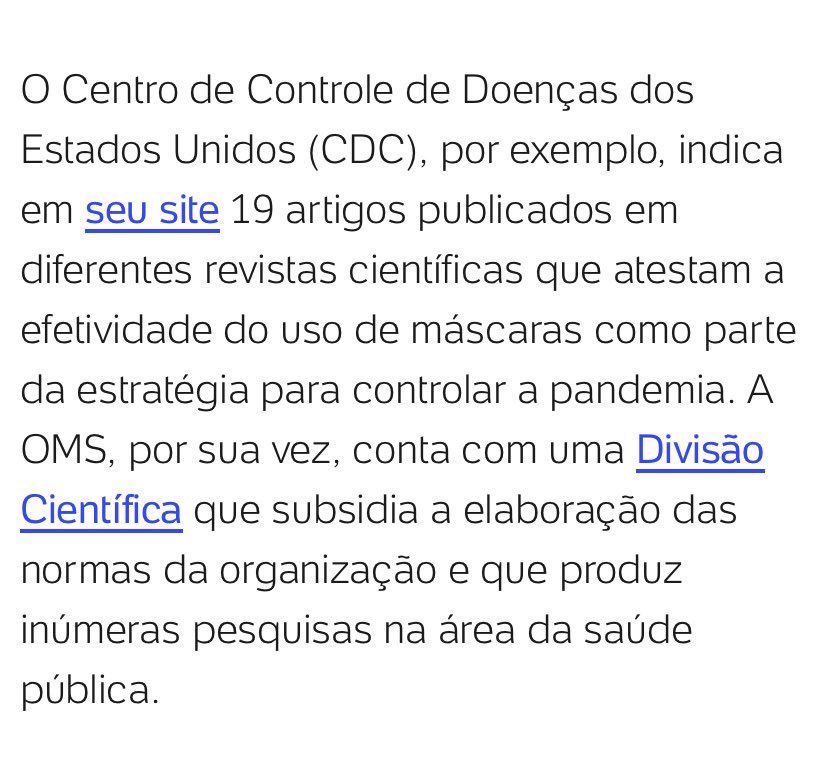 O Centro de Controle de Doenças dos
Estados Unidos (CDC), por exemplo, indica
em seu site 19 artigos publicados em
diferentes revistas científicas que atestam a
efetividade do uso de máscaras como parte
da estratégia para controlar a pandemia. A
OMS, por sua vez, conta com uma Divisão
Científica que subsidia a elaboração das
normas da organização e que produz
inúmeras pesquisas na área da saúde
pública.